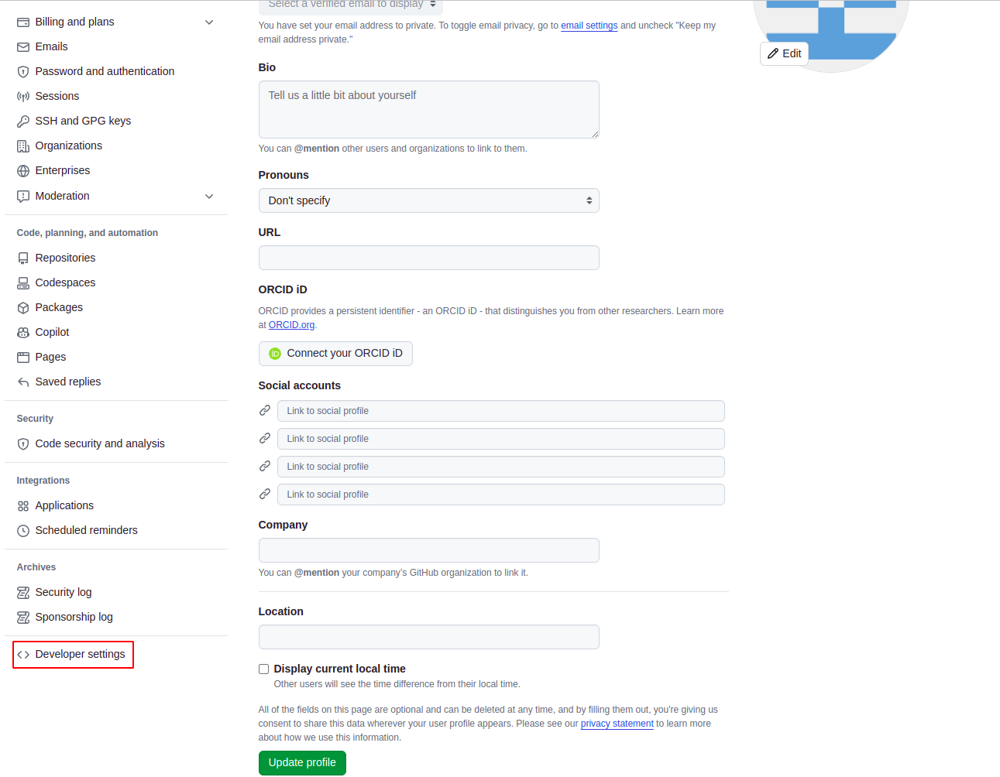 Billing and plans
Emails
Password and authentication
Sessions
SSH and GPG keys
Organizations
Enterprises
Moderation
Code, planning, and automation
Repositories
Codespaces
Packages
Copilot
Pages
Saved replies
Security
Code security and analysis
Integrations
Applications
Scheduled reminders
Archives
Security log
Sponsorship log
Developer settings
Select a verified email to display
You have set your email address to private. To toggle email privacy, go to email settings and uncheck "Keep my
email address private."
Bio
Tell us a little bit about yourself
You can @mention other users and organizations to link to them.
Pronouns
Don't specify
URL
ORCID iD
ORCID provides a persistent identifier - an ORCID iD - that distinguishes you from other researchers. Learn more
at ORCID.org.
iD Connect your ORCID iD
Social accounts
Link to social profile
Link to social profile
Link to social profile
Link to social profile
Company
You can @mention your company's GitHub organization to link it.
Location
Display current local time
Other users will see the time difference from their local time.
All of the fields on this page are optional and can be deleted at any time, and by filling them out, you're giving us
consent to share this data wherever your user profile appears. Please see our privacy statement to learn more
about how we use this information.
Update profile
Edit